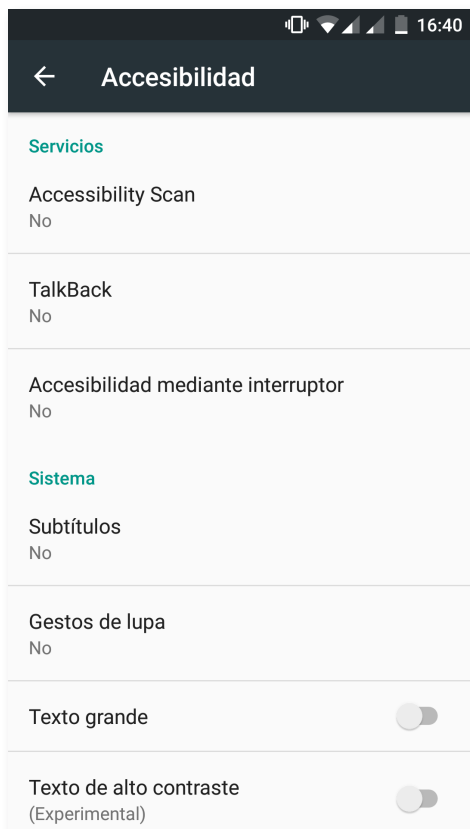 16:40
Accesibilidad
Servicios
Accessibility Scan
No
TalkBack
No
Accesibilidad mediante interruptor
No
Sistema
Subtítulos
No
Gestos de lupa
No
Texto grande
Texto de alto contraste
(Experimental)